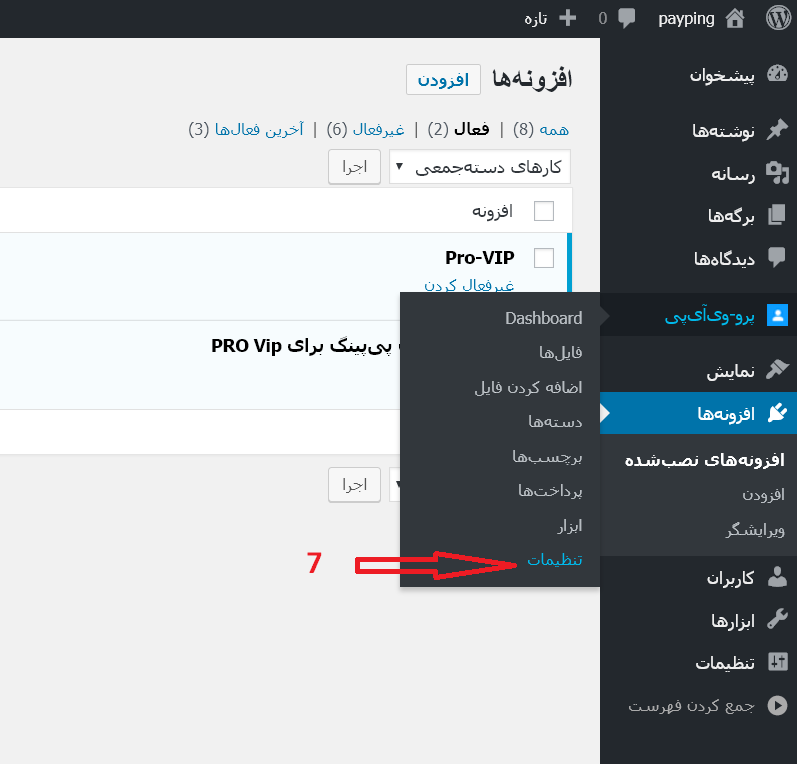 payping 0 تازه
پیشخوان
نوشته‌ها
رسانه
برگه‌ها
دیدگاه‌ها
پرو-وی‌آی‌پی
نمایش
افزونه‌ها
افزونه‌های نصب‌شده
افزودن
ویرایشگر
کاربران
ابزارها
تنظیمات
جمع کردن فهرست
افزونه‌ها افزودن
همه (8) | فعال (2) | غیرفعال (6) | آخرین فعال‌ها (3)
کارهای دسته‌جمعی اجرا
افزونه
Pro-VIP
غیرفعال کردن
پی‌پینگ برای PRO Vip
اجرا
Dashboard
فایل‌ها
اضافه کردن فایل
دسته‌ها
برچسب‌ها
پرداخت‌ها
ابزار
تنظیمات
7